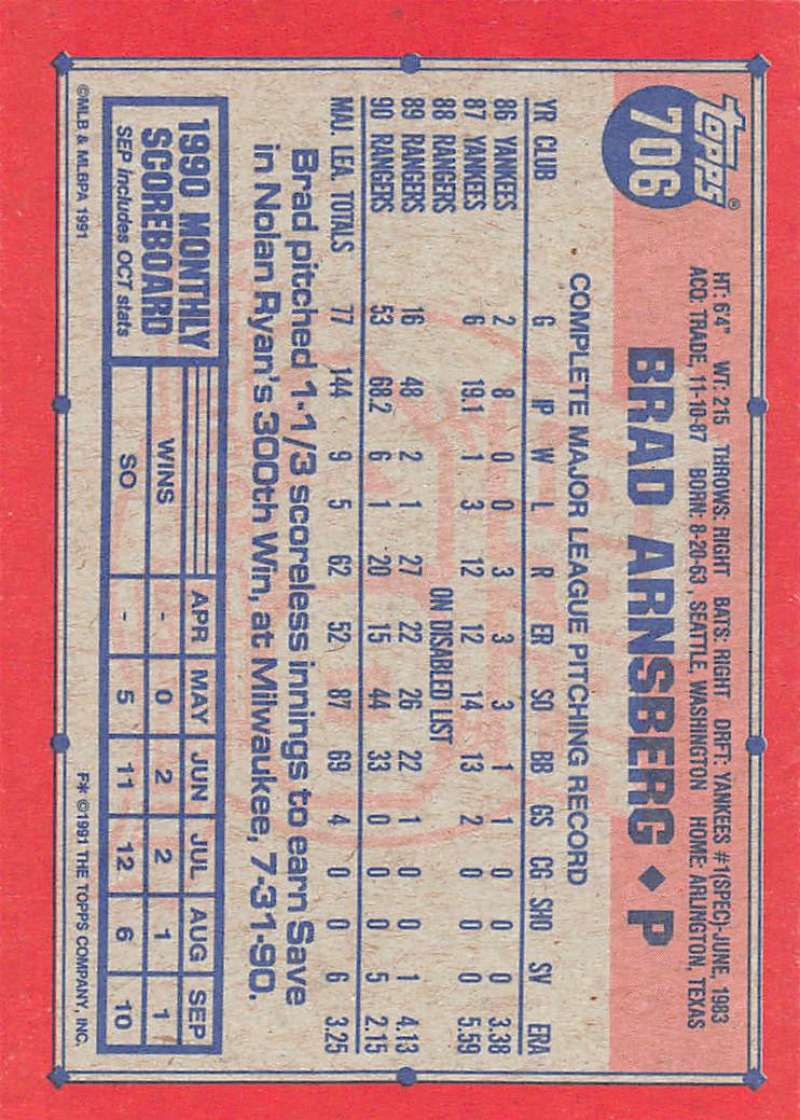 topps®
706
HT: 6'4" WT: 215 THROWS: RIGHT BATS: RIGHT DRFT: YANKEES #1(SPEC)-JUNE, 1983
ACQ: TRADE, 11-10-87 BORN: 8-20-63, SEATTLE, WASHINGTON HOME: ARLINGTON, TEXAS
BRAD ARNSBERG ◆ P
COMPLETE MAJOR LEAGUE PITCHING RECORD
YR CLUB G IP W L R ER SO BB GS CG SHO SV ERA
86 YANKEES 2 8 0 0 3 3 3 1 1 0 0 0 3.38
87 YANKEES 6 19.1 1 3 12 12 14 13 2 0 0 0 5.59
88 RANGERS ON DISABLED LIST
89 RANGERS 16 48 2 1 27 22 26 22 1 0 0 1 4.13
90 RANGERS 53 68.2 6 1 20 15 44 33 0 0 0 5 2.15
MAJ. LEA. TOTALS 77 144 9 5 62 52 87 69 4 0 0 6 3.25
Brad pitched 1-1/3 scoreless innings to earn Save
in Nolan Ryan's 300th Win, at Milwaukee, 7-31-90.
1990 MONTHLY
SCOREBOARD
SEP includes OCT stats
APR MAY JUN JUL AUG SEP
WINS - 0 2 2 1 1
SO - 5 11 12 6 10
©MLB & MLBPA 1991
F* ©1991 THE TOPPS COMPANY, INC.